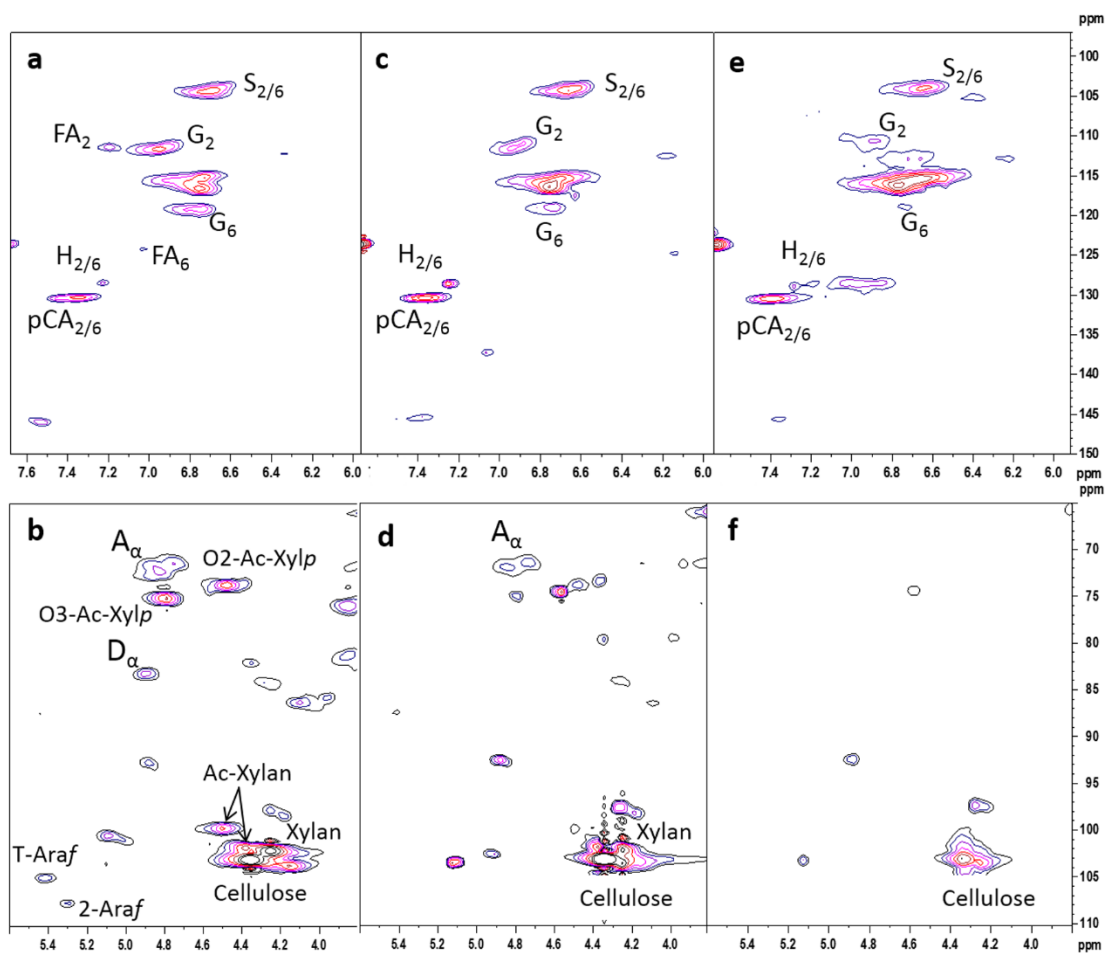 ppm
a
c
e
S2/6
S2/6
S2/6
FA2
G2
G2
G2
G6
G6
G6
FA6
H2/6
H2/6
H2/6
pCA2/6
pCA2/6
pCA2/6
100
105
110
115
120
125
130
135
140
145
150
7.6 7.4 7.2 7.0 6.8 6.6 6.4 6.2 6.0
7.4 7.2 7.0 6.8 6.6 6.4 6.2 6.0
7.4 7.2 7.0 6.8 6.6 6.4 6.2 6.0
ppm
ppm
b
d
f
Aα
Aα
O2-Ac-Xylp
O3-Ac-Xylp
Dα
Ac-Xylan
Xylan
Xylan
T-Araf
Cellulose
Cellulose
Cellulose
2-Araf
70
75
80
85
90
95
100
105
110
5.4 5.2 5.0 4.8 4.6 4.4 4.2 4.0
5.4 5.2 5.0 4.8 4.6 4.4 4.2 4.0
5.4 5.2 5.0 4.8 4.6 4.4 4.2 4.0
ppm